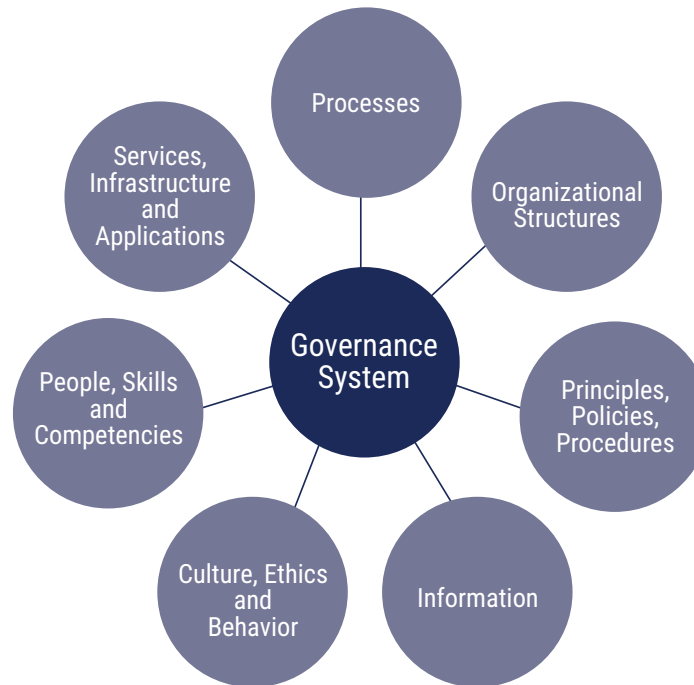 Processes
Services,
Infrastructure
and
Applications
Organizational
Structures
Governance
System
People, Skills
and
Competencies
Principles,
Policies,
Procedures
Culture, Ethics
and
Behavior
Information